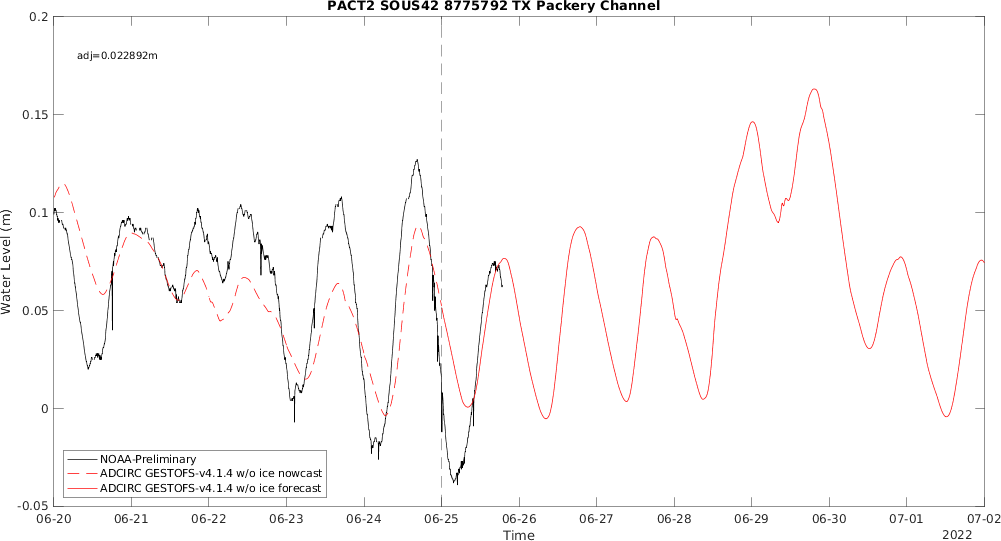 PACT2 SOUS42 8775792 TX Packery Channel
adj=0.022892m
0.2
0.15
0.1
0.05
0
-0.05
Water Level (m)
NOAA-Preliminary
ADCIRC GESTOFS-v4.1.4 w/o ice nowcast
ADCIRC GESTOFS-v4.1.4 w/o ice forecast
06-20 06-21 06-22 06-23 06-24 06-25 06-26 06-27 06-28 06-29 06-30 07-01 07-02
Time
2022